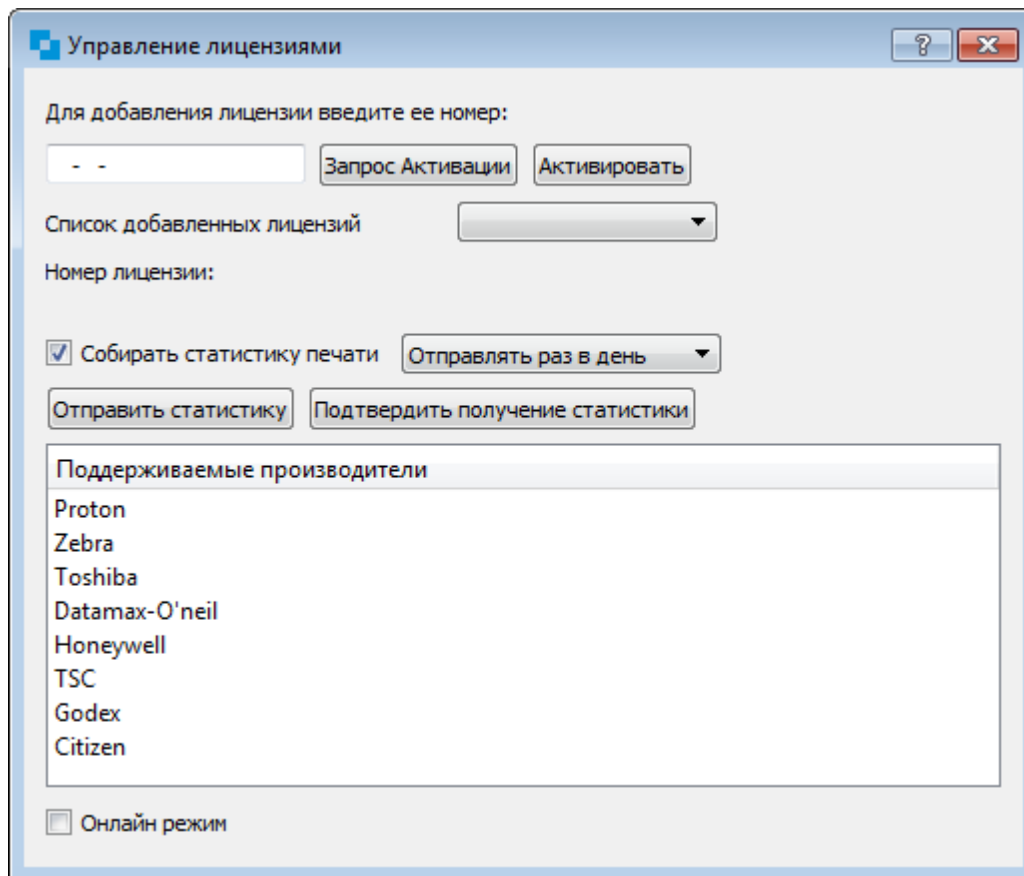 Управление лицензиями
Для добавления лицензии введите ее номер:
- - Запрос Активации Активировать
Список добавленных лицензий
Номер лицензии:
Собирать статистику печати Отправлять раз в день
Отправить статистику Подтвердить получение статистики
Поддерживаемые производители
Proton
Zebra
Toshiba
Datamax-O'neil
Honeywell
TSC
Godex
Citizen
Онлайн режим